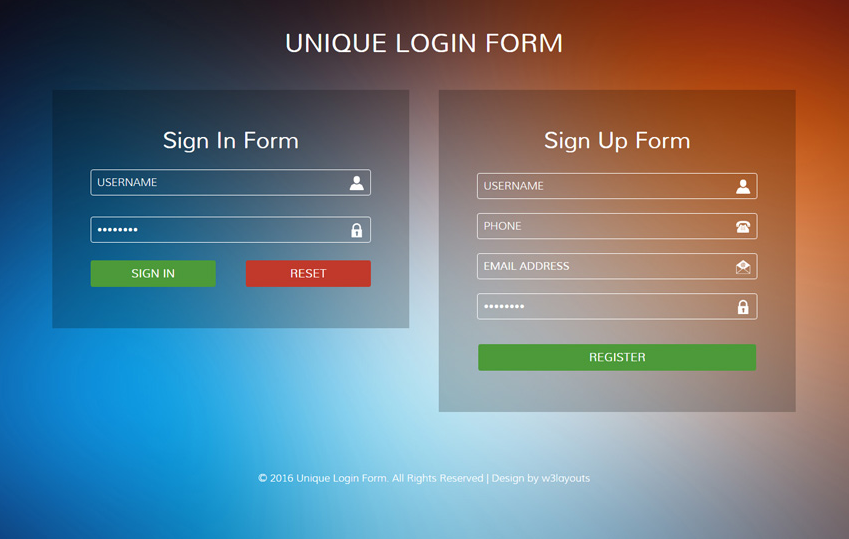 UNIQUE LOGIN FORM
Sign In Form
USERNAME
••••••••
SIGN IN
RESET
Sign Up Form
USERNAME
PHONE
EMAIL ADDRESS
••••••••
REGISTER
© 2016 Unique Login Form. All Rights Reserved | Design by w3layouts